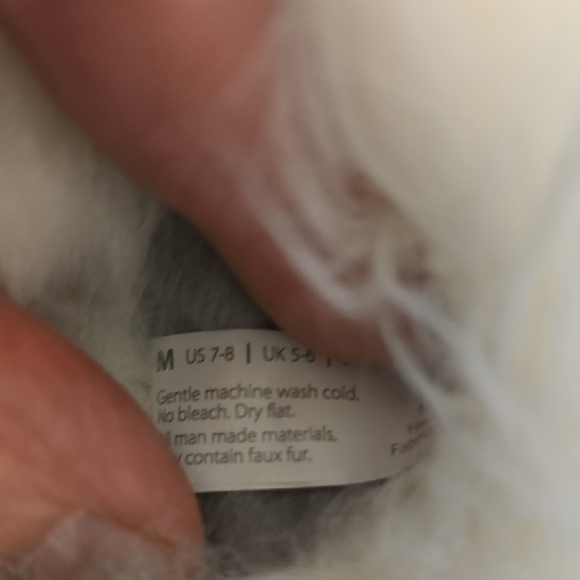 M US 7-8 | UK 5-6 |
Gentle machine wash cold.
No bleach. Dry flat.
man made materials.
contain faux fur.